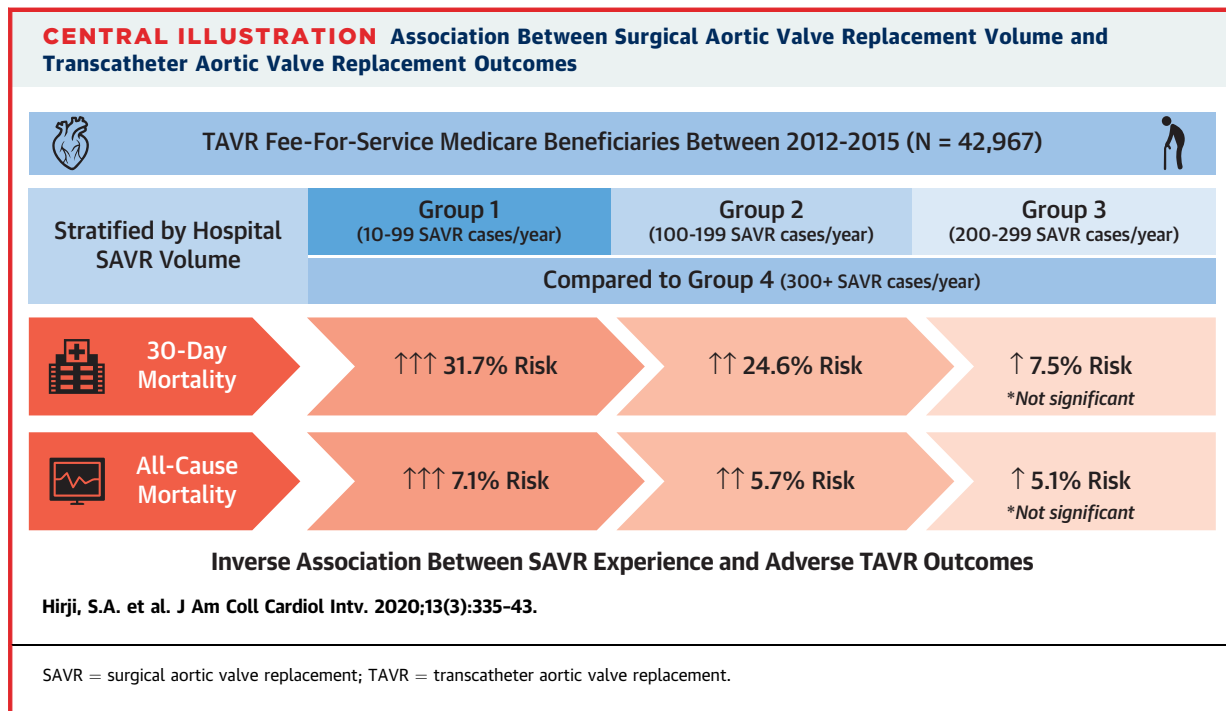 CENTRAL ILLUSTRATION Association Between Surgical Aortic Valve Replacement Volume and
Transcatheter Aortic Valve Replacement Outcomes
TAVR Fee-For-Service Medicare Beneficiaries Between 2012-2015 (N = 42,967)
Stratified by Hospital
SAVR Volume
Group 1
(10-99 SAVR cases/year)
Group 2
(100-199 SAVR cases/year)
Group 3
(200-299 SAVR cases/year)
Compared to Group 4 (300+ SAVR cases/year)
30-Day
Mortality
↑↑↑ 31.7% Risk
↑↑ 24.6% Risk
↑ 7.5% Risk
*Not significant
All-Cause
Mortality
↑↑↑ 7.1% Risk
↑↑ 5.7% Risk
↑ 5.1% Risk
*Not significant
Inverse Association Between SAVR Experience and Adverse TAVR Outcomes
Hirji, S.A. et al. J Am Coll Cardiol Intv. 2020;13(3):335–43.
SAVR = surgical aortic valve replacement; TAVR = transcatheter aortic valve replacement.